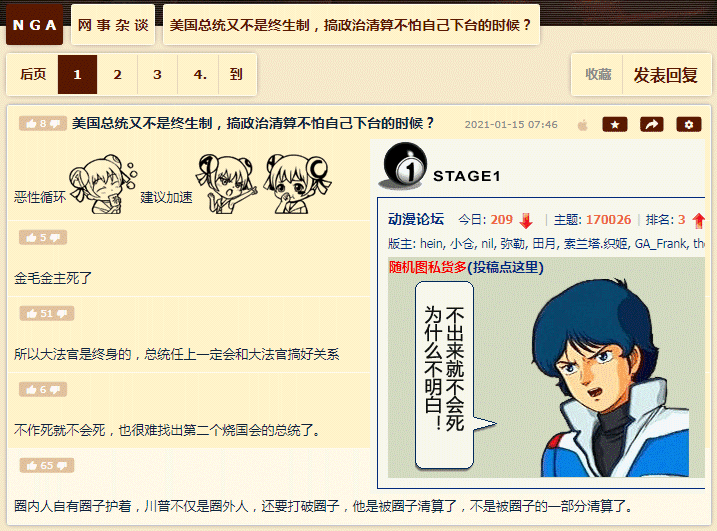 NGA 网事杂谈 美国总统又不是终生制，搞政治清算不怕自己下台的时候？
后页 1 2 3 4. 到 收藏 发表回复
8 美国总统又不是终生制，搞政治清算不怕自己下台的时候？ 2021-01-15 07:46
恶性循环 建议加速
5
金毛金主死了
51
所以大法官是终身的，总统任上一定会和大法官搞好关系
6
不作死就不会死，也很难找出第二个烧国会的总统了。
65
圈内人自有圈子护着，川普不仅是圈外人，还要打破圈子，他是被圈子清算了，不是被圈子的一部分清算了。
1 STAGE1
动漫论坛 今日: 209 | 主题: 170026 | 排名: 3
版主: hein, 小仓, nil, 弥勒, 田月, 索兰塔.织姬, GA_Frank, th
随机图私货多(投稿点这里)
不出来就不会死
为什么不明白！